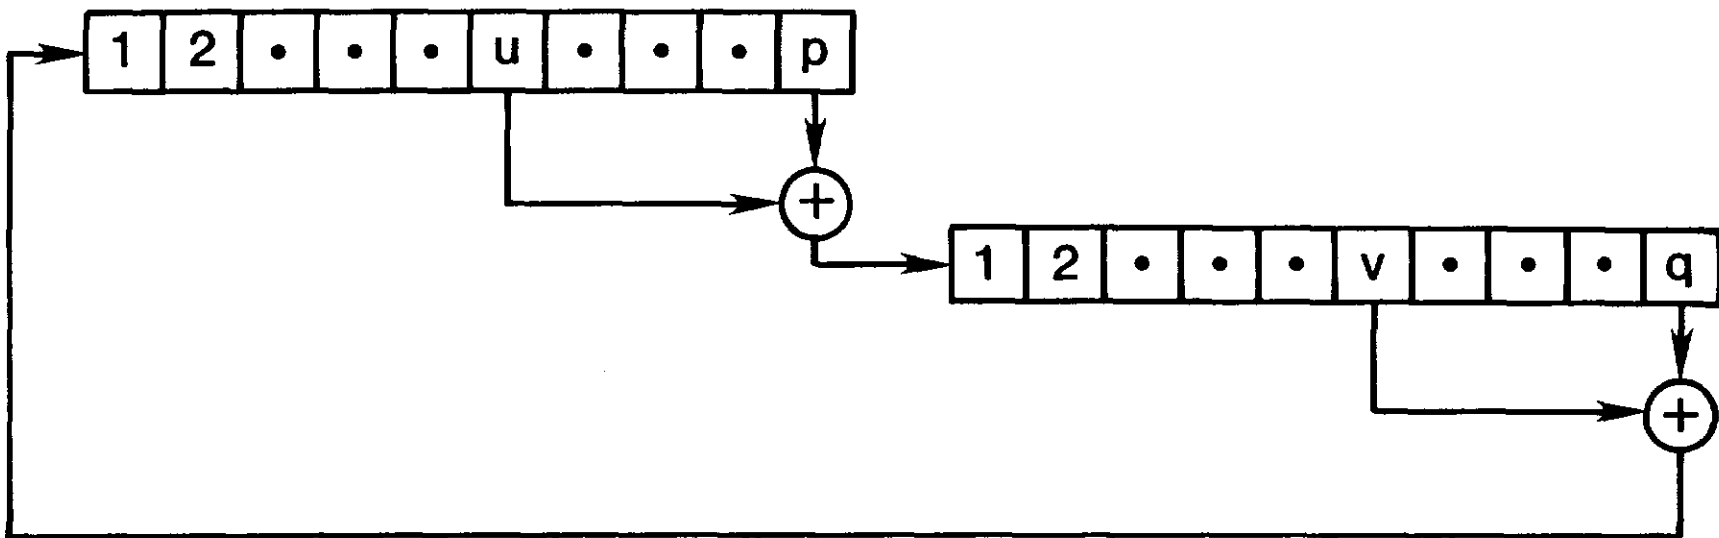 1 2 • • • u • • • p
+
1 2 • • • v • • • q
+